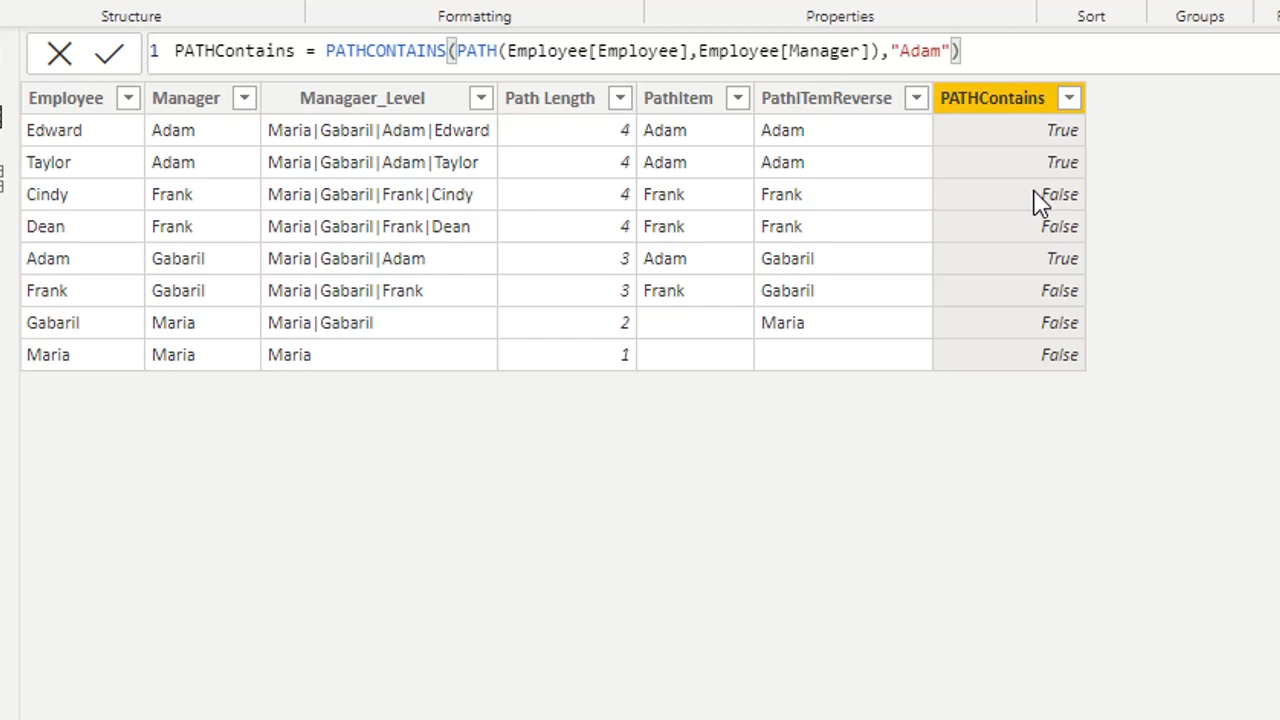 Structure Formatting Properties Sort Groups
1 PATHContains = PATHCONTAINS(PATH(Employee[Employee],Employee[Manager]),"Adam")
Employee Manager Managaer_Level Path Length PathItem PathITemReverse PATHContains
Edward Adam Maria|Gabaril|Adam|Edward 4 Adam Adam True
Taylor Adam Maria|Gabaril|Adam|Taylor 4 Adam Adam True
Cindy Frank Maria|Gabaril|Frank|Cindy 4 Frank Frank False
Dean Frank Maria|Gabaril|Frank|Dean 4 Frank Frank False
Adam Gabaril Maria|Gabaril|Adam 3 Adam Gabaril True
Frank Gabaril Maria|Gabaril|Frank 3 Frank Gabaril False
Gabaril Maria Maria|Gabaril 2 Maria False
Maria Maria Maria 1 False